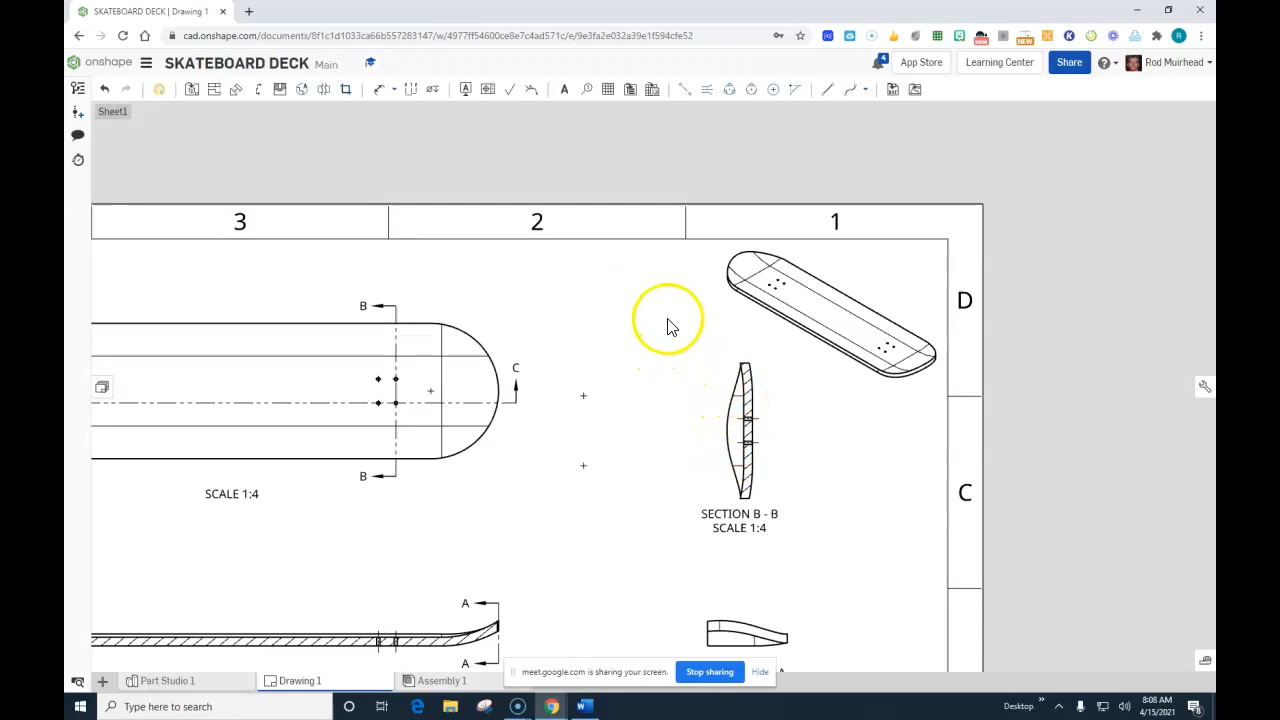 SKATEBOARD DECK | Drawing 1
cad.onshape.com/documents/8f1c1d1033ca66b557283147/w/4977ff54600ce8e7c4ad571c/e/9e3fa2e032a39e1f594cfe52
onshape
SKATEBOARD DECK Main
4
App Store
Learning Center
Share
Rod Muirhead
Sheet1
3
2
1
D
B
C
B
SCALE 1:4
SECTION B - B
SCALE 1:4
C
A
A
meet.google.com is sharing your screen.
Stop sharing
Hide
Part Studio 1
Drawing 1
Assembly 1
Type here to search
Desktop
8:08 AM
4/15/2021